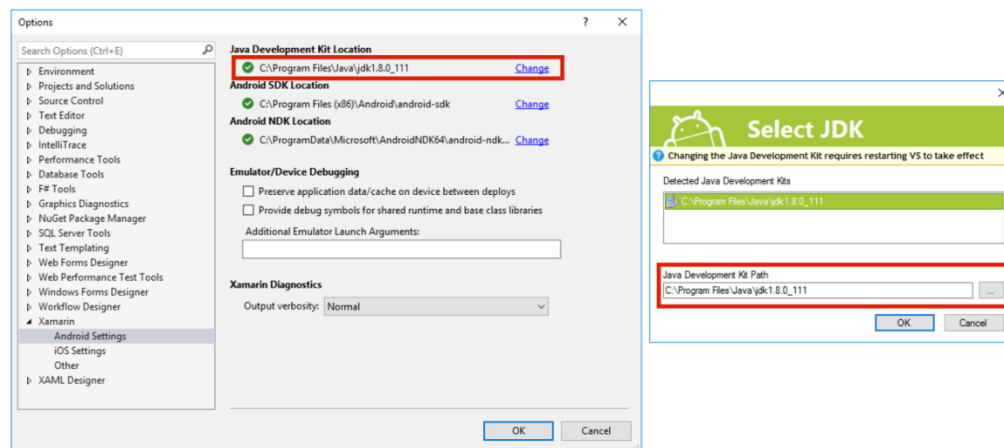 Options
?
Search Options (Ctrl+E)
Environment
Projects and Solutions
Source Control
Text Editor
Debugging
IntelliTrace
Performance Tools
Database Tools
F# Tools
Graphics Diagnostics
NuGet Package Manager
SQL Server Tools
Text Templating
Web Forms Designer
Web Performance Test Tools
Windows Forms Designer
Workflow Designer
Xamarin
Android Settings
iOS Settings
Other
XAML Designer
Java Development Kit Location
C:\Program Files\Java\jdk1.8.0_111 Change
Android SDK Location
C:\Program Files (x86)\Android\android-sdk Change
Android NDK Location
C:\ProgramData\Microsoft\AndroidNDK64\android-ndk... Change
Emulator/Device Debugging
Preserve application data/cache on device between deploys
Provide debug symbols for shared runtime and base class libraries
Additional Emulator Launch Arguments:
Xamarin Diagnostics
Output verbosity: Normal
OK Cancel
Select JDK
Changing the Java Development Kit requires restarting VS to take effect
Detected Java Development Kits
C:\Program Files\Java\jdk1.8.0_111
Java Development Kit Path
C:\Program Files\Java\jdk1.8.0_111 ...
OK Cancel